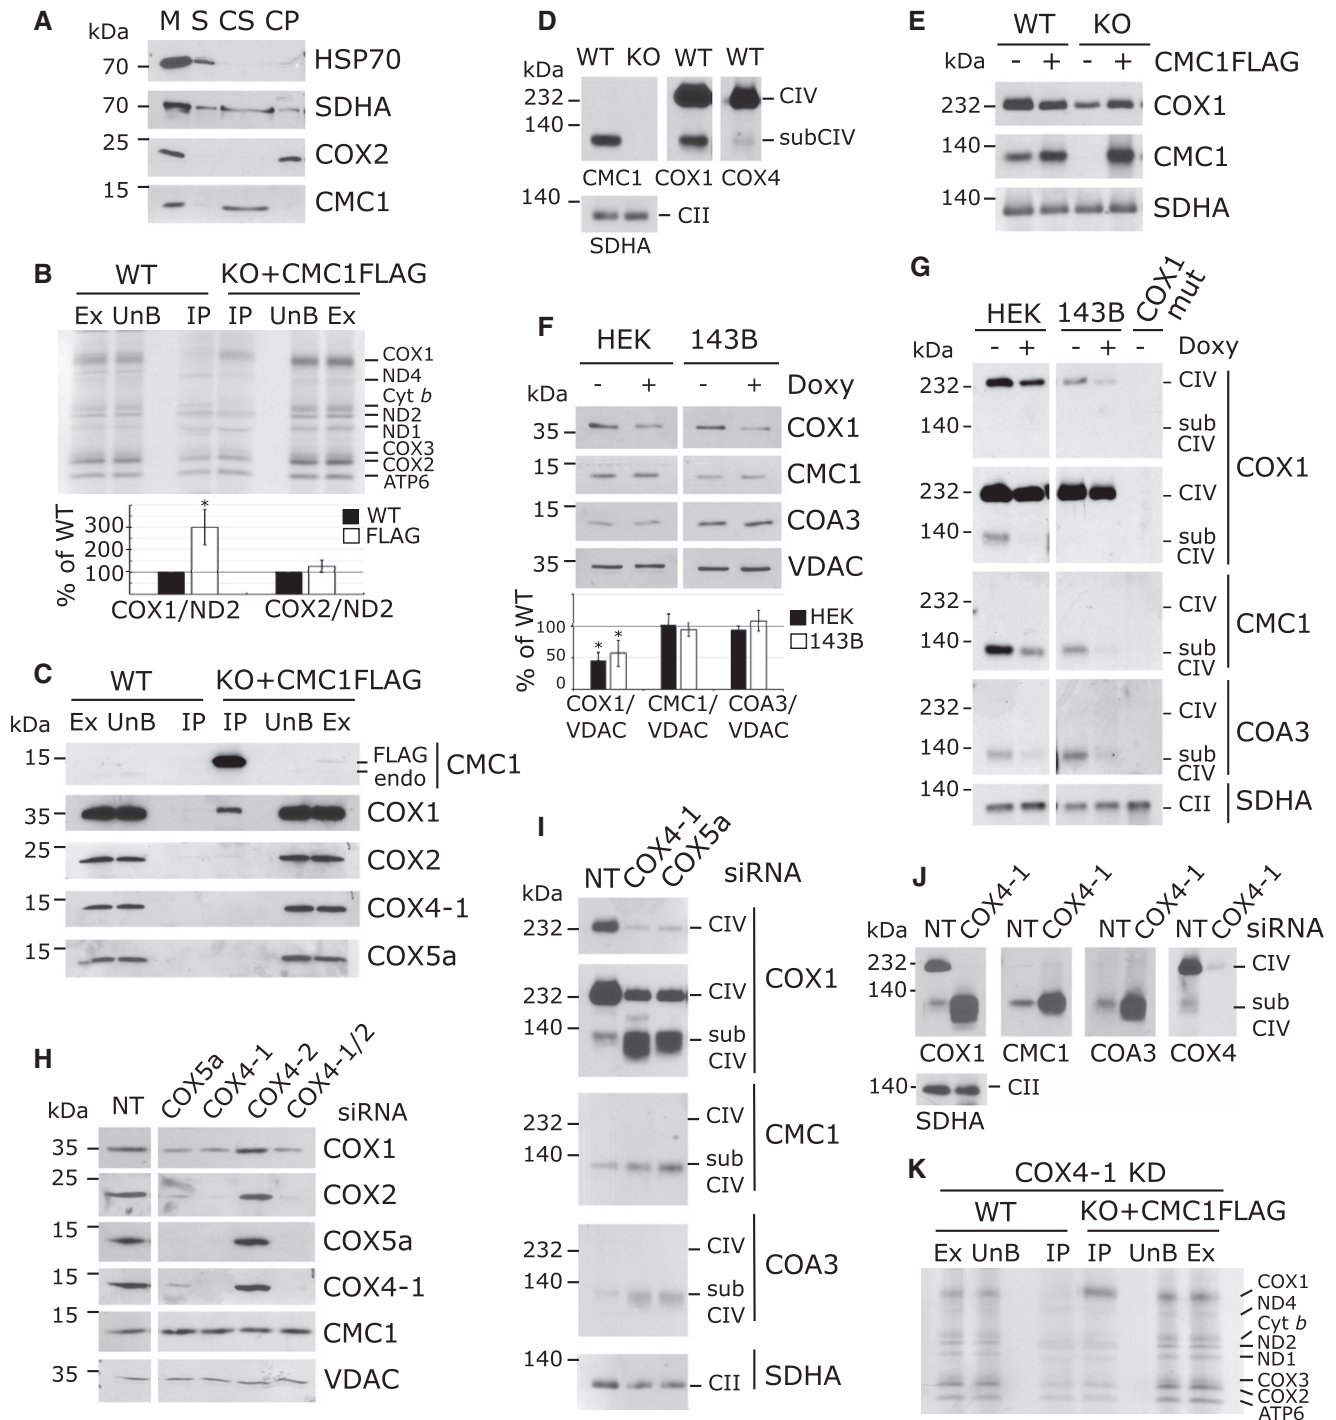 A
M S CS CP
kDa
70 HSP70
70 SDHA
25 COX2
15 CMC1
B
WT KO+CMC1FLAG
Ex UnB IP IP UnB Ex
COX1
ND4
Cyt b
ND2
ND1
COX3
COX2
ATP6
% of WT
300
200
100
*
WT
FLAG
COX1/ND2 COX2/ND2
C
WT KO+CMC1FLAG
kDa Ex UnB IP IP UnB Ex
15 FLAG endo CMC1
35 COX1
25 COX2
15 COX4-1
15 COX5a
D
WT KO WT WT
kDa
232 CIV
140 subCIV
CMC1 COX1 COX4
140 CII
SDHA
E
WT KO
kDa - + - + CMC1FLAG
232 COX1
140 CMC1
140 SDHA
F
HEK 143B
kDa - + - + Doxy
35 COX1
15 CMC1
15 COA3
35 VDAC
% of WT
100
50
0
* *
HEK
143B
COX1/ CMC1/ COA3/
VDAC VDAC VDAC
G
HEK 143B COX1 mut
kDa - + - + - Doxy
232 CIV
140 sub CIV
COX1
232 CIV
140 sub CIV
232 CIV
140 sub CIV
CMC1
232 CIV
140 sub CIV
COA3
140 CII SDHA
H
kDa NT COX5a COX4-1 COX4-2 COX4-1/2 siRNA
35 COX1
25 COX2
15 COX5a
15 COX4-1
15 CMC1
35 VDAC
I
NT COX4-1 COX5a siRNA
kDa
232 CIV
COX1
232 CIV
140 sub CIV
232 CIV
140 sub CIV
CMC1
232 CIV
140 sub CIV
COA3
140 CII SDHA
J
kDa NT COX4-1 NT COX4-1 NT COX4-1 NT COX4-1 siRNA
232 CIV
140 sub CIV
COX1 CMC1 COA3 COX4
140 CII
SDHA
K
COX4-1 KD
WT KO+CMC1FLAG
Ex UnB IP IP UnB Ex
COX1
ND4
Cyt b
ND2
ND1
COX3
COX2
ATP6